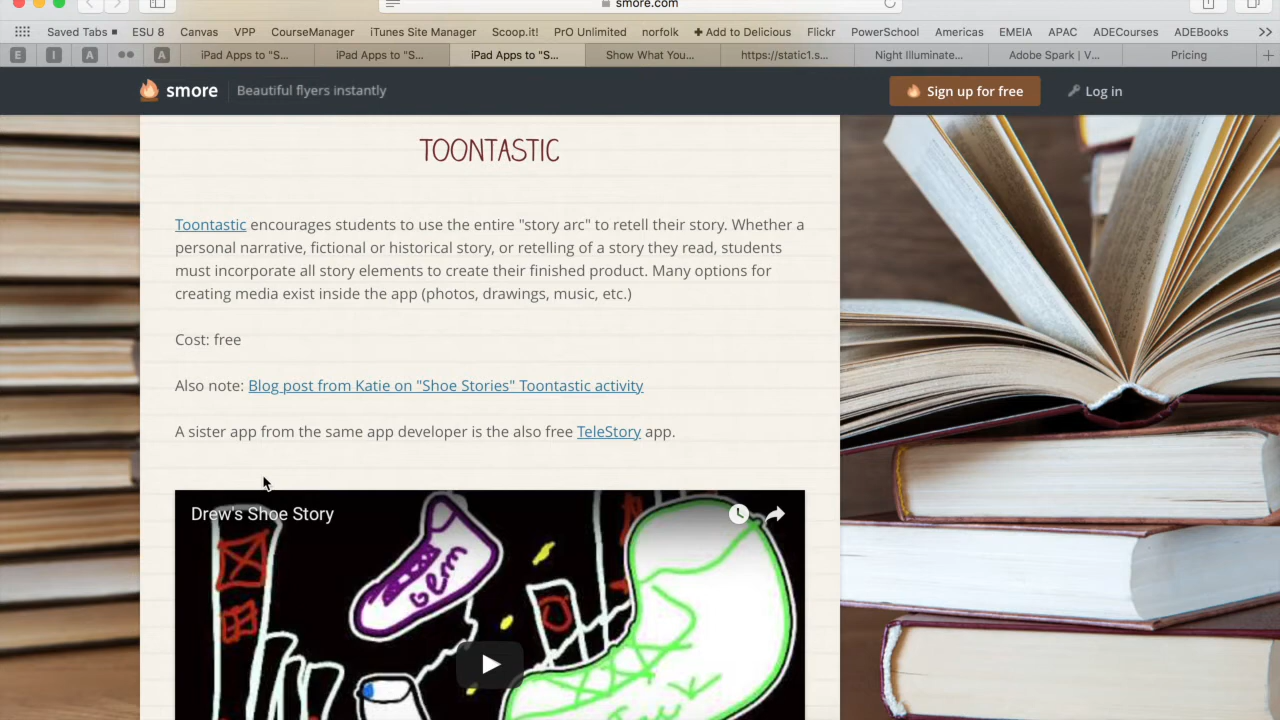 smore.com
Saved Tabs ESU 8 Canvas VPP CourseManager iTunes Site Manager Scoop.it! PrO Unlimited norfolk + Add to Delicious Flickr PowerSchool Americas EMEIA APAC ADECourses ADEBooks >>
E I A A iPad Apps to "S... iPad Apps to "S... iPad Apps to "S... Show What You... https://static1.s... Night Illuminate... Adobe Spark | V... Pricing +
smore Beautiful flyers instantly Sign up for free Log in
TOONTASTIC
Toontastic encourages students to use the entire "story arc" to retell their story. Whether a
personal narrative, fictional or historical story, or retelling of a story they read, students
must incorporate all story elements to create their finished product. Many options for
creating media exist inside the app (photos, drawings, music, etc.)
Cost: free
Also note: Blog post from Katie on "Shoe Stories" Toontastic activity
A sister app from the same app developer is the also free TeleStory app.
Drew's Shoe Story
Germ